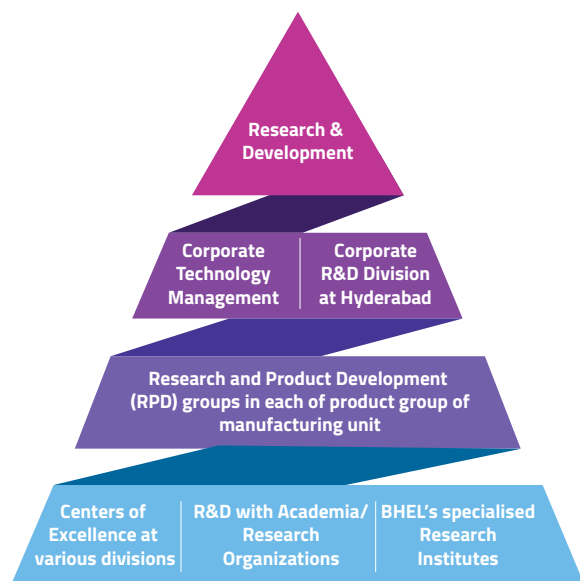 Research &
Development
Corporate
Technology
Management
Corporate
R&D Division
at Hyderabad
Research and Product Development
(RPD) groups in each of product group of
manufacturing unit
Centers of
Excellence at
various divisions
R&D with Academia/
Research
Organizations
BHEL's specialised
Research
Institutes